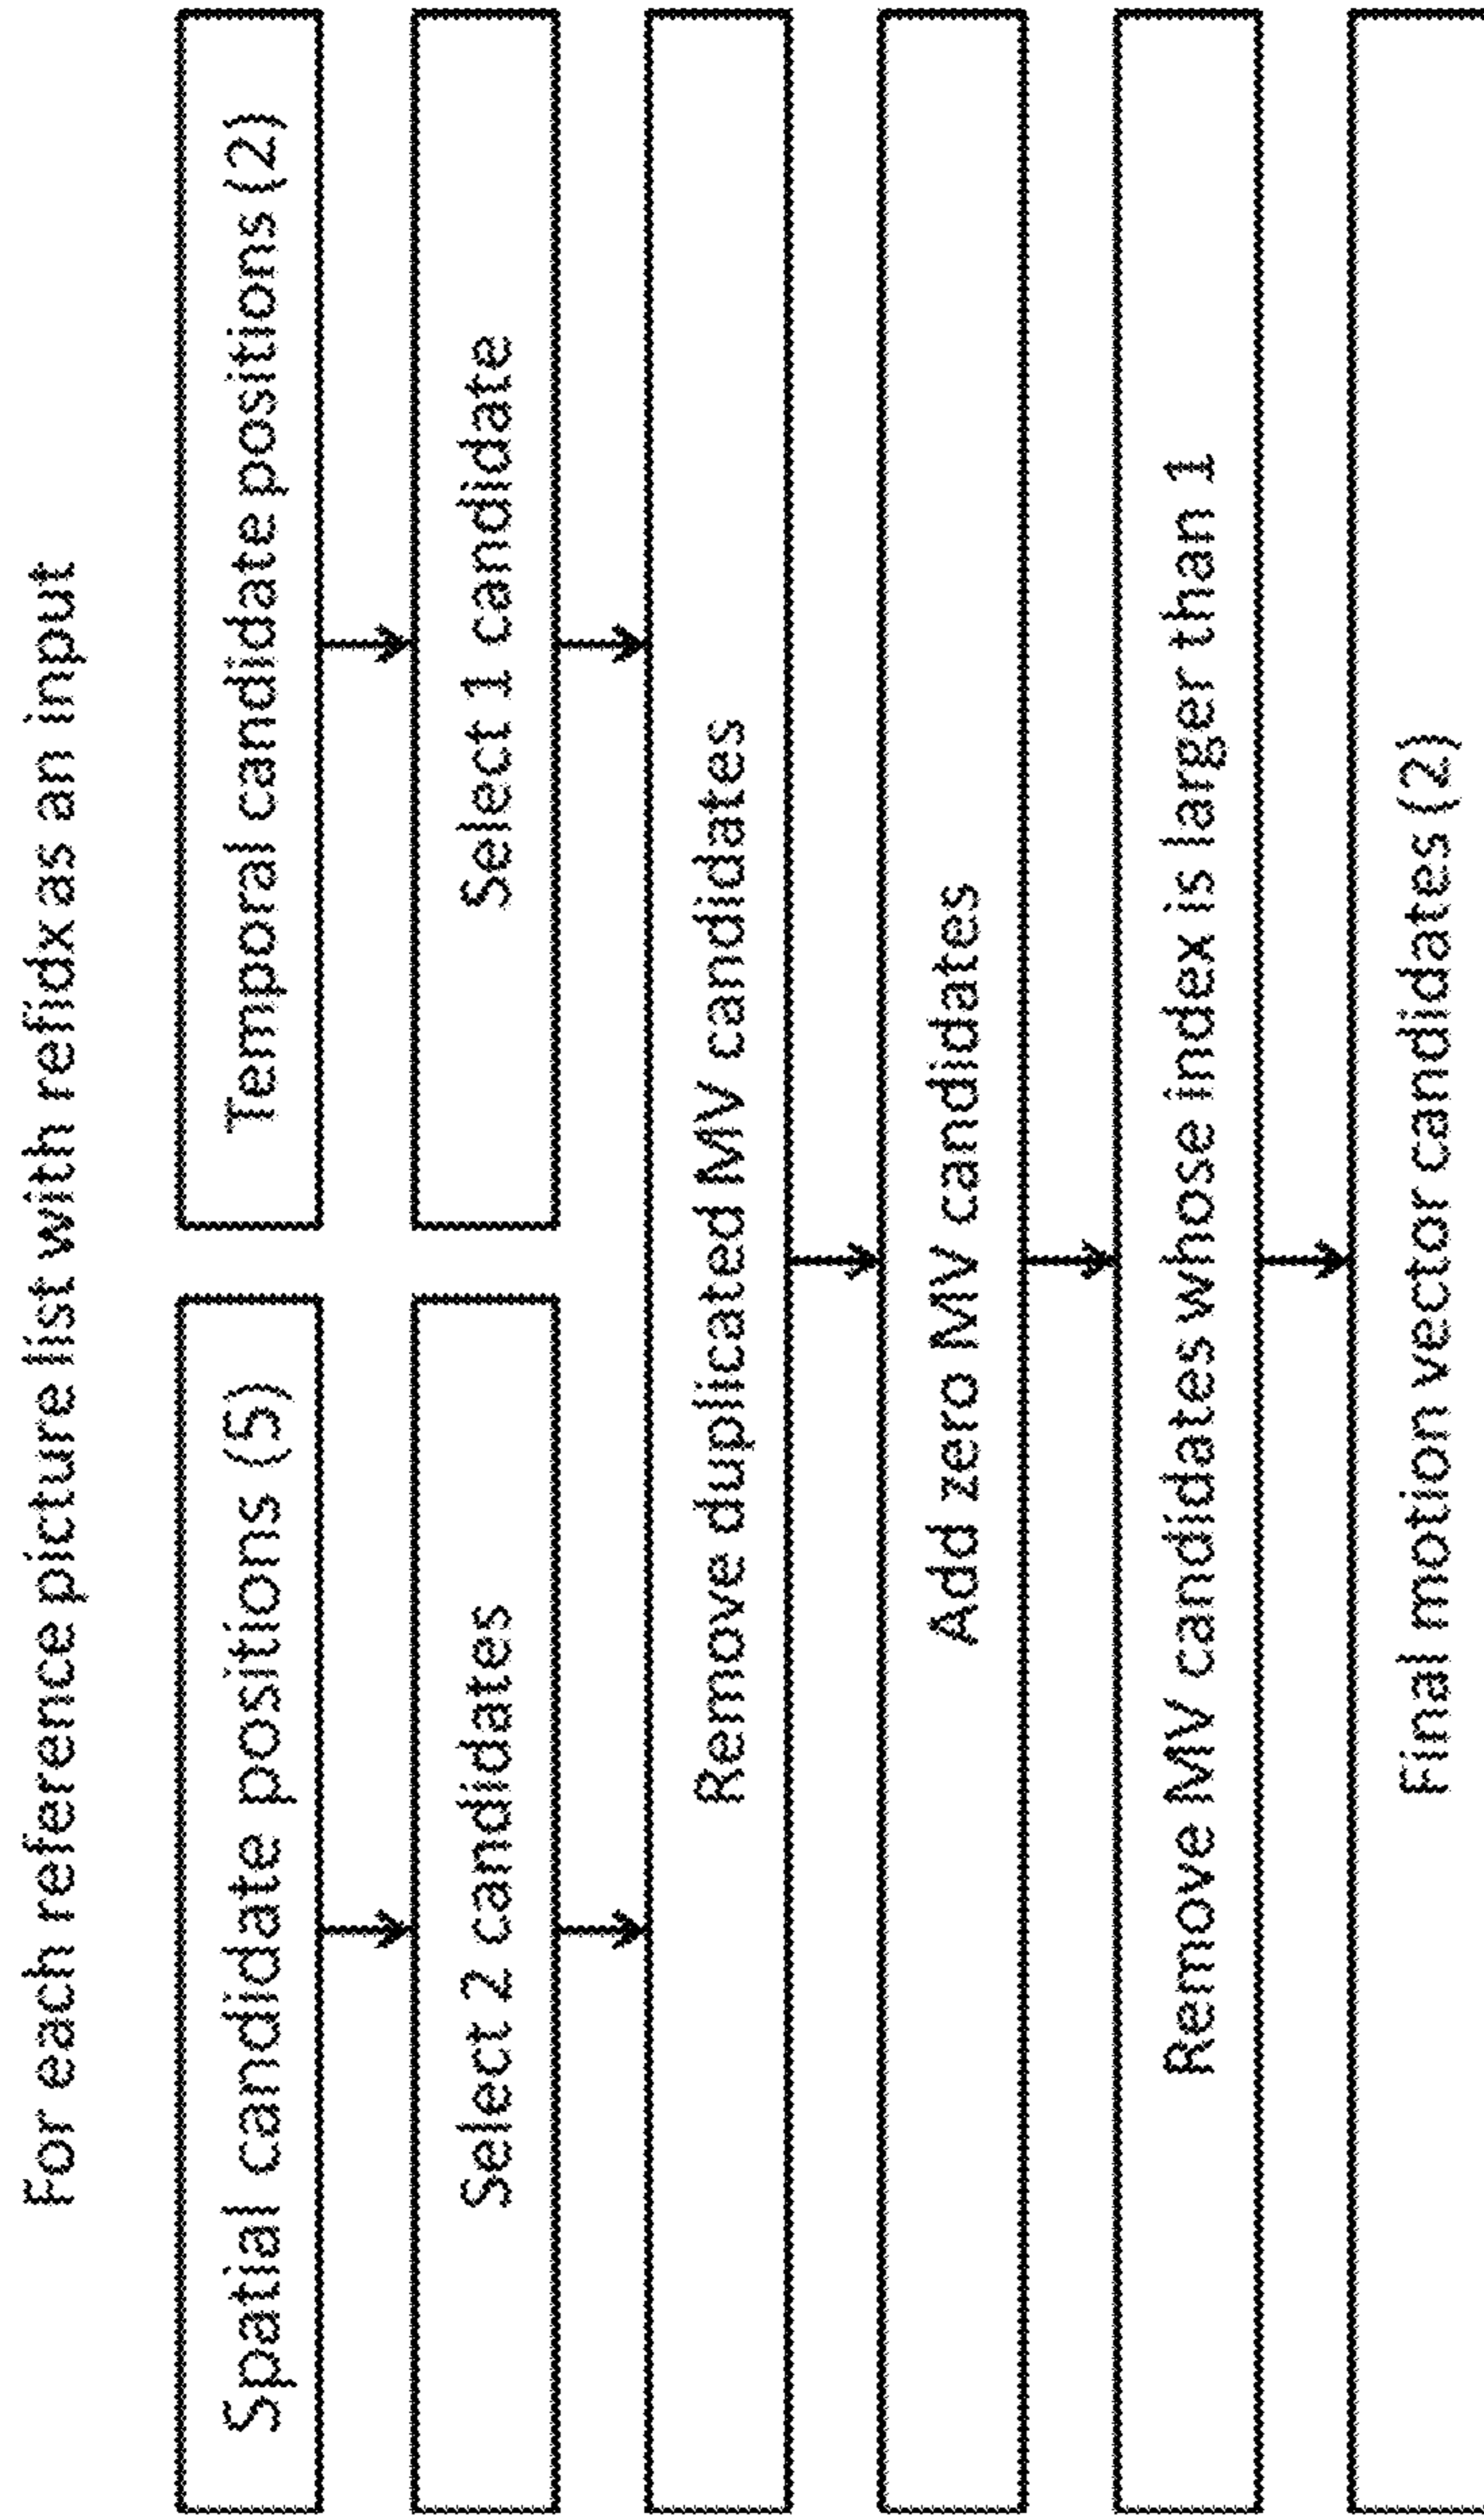 For each reference picture list with refidx as an input
Spatial candidate positions (5)
Temporal candidate positions (2)
Select 2 candidates
Select 1 candidate
Remove duplicated MV candidates
Add zero MV candidates
Remove MV candidates whose index is larger than 1
Final motion vector candidates (2)